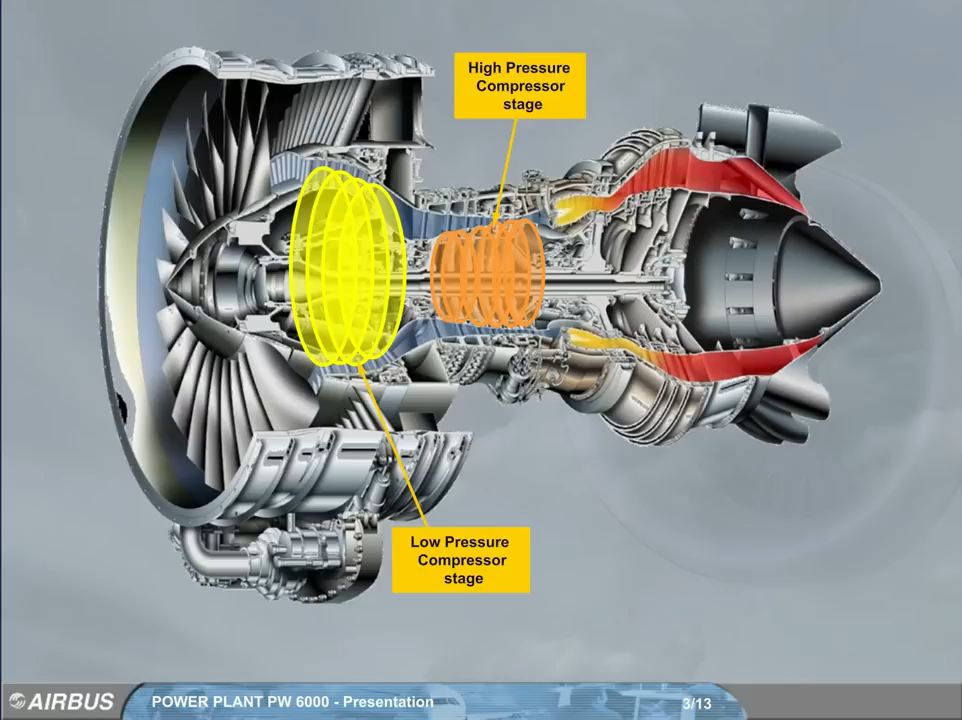 High Pressure
Compressor
stage
Low Pressure
Compressor
stage
AIRBUS
POWER PLANT PW 6000 - Presentation
3/13